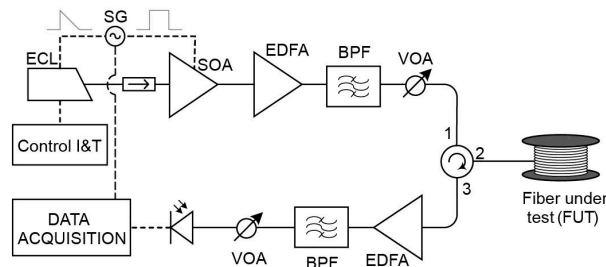 SG
ECL
SOA
EDFA
BPF
VOA
Control I&T
1
2
3
Fiber under
test (FUT)
DATA
ACQUISITION
VOA
BPF
EDFA